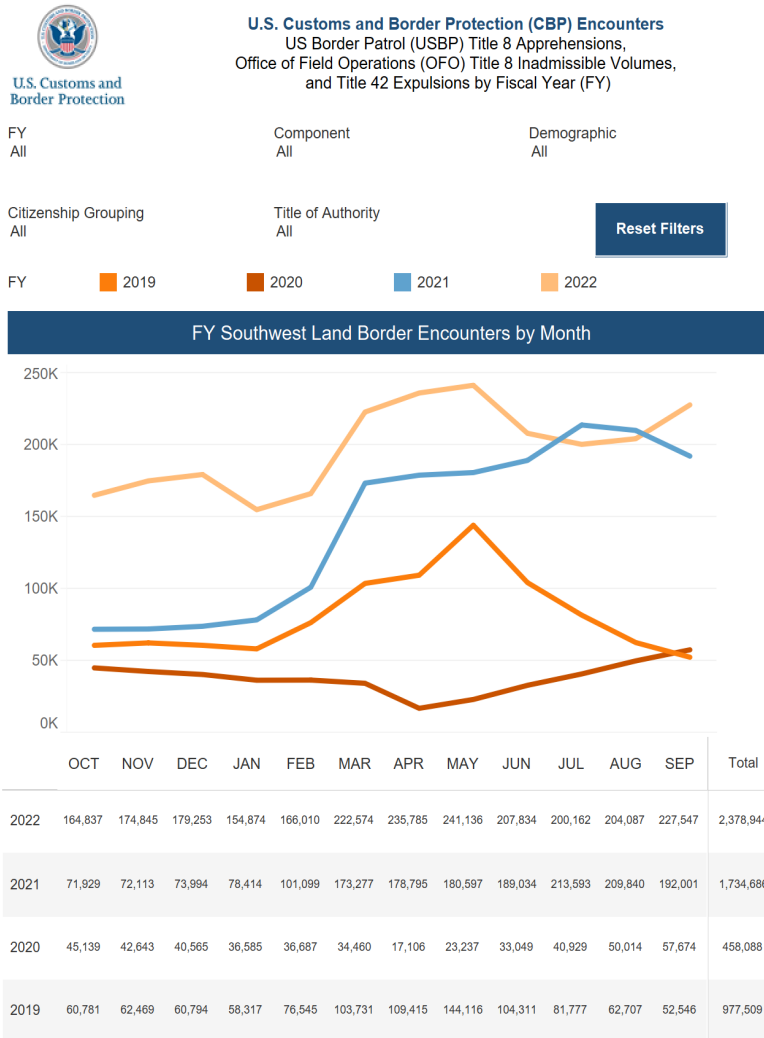 U.S. Customs and Border Protection (CBP) Encounters
US Border Patrol (USBP) Title 8 Apprehensions,
Office of Field Operations (OFO) Title 8 Inadmissible Volumes,
and Title 42 Expulsions by Fiscal Year (FY)
U.S. Customs and
Border Protection
FY Component Demographic
All All All
Citizenship Grouping Title of Authority
All All
Reset Filters
FY 2019 2020 2021 2022
FY Southwest Land Border Encounters by Month
250K
200K
150K
100K
50K
0K
OCT NOV DEC JAN FEB MAR APR MAY JUN JUL AUG SEP Total
2022 164,837 174,845 179,253 154,874 166,010 222,574 235,785 241,136 207,834 200,162 204,087 227,547 2,378,944
2021 71,929 72,113 73,994 78,414 101,099 173,277 178,795 180,597 189,034 213,593 209,840 192,001 1,734,686
2020 45,139 42,643 40,565 36,585 36,687 34,460 17,106 23,237 33,049 40,929 50,014 57,674 458,088
2019 60,781 62,469 60,794 58,317 76,545 103,731 109,415 144,116 104,311 81,777 62,707 52,546 977,509